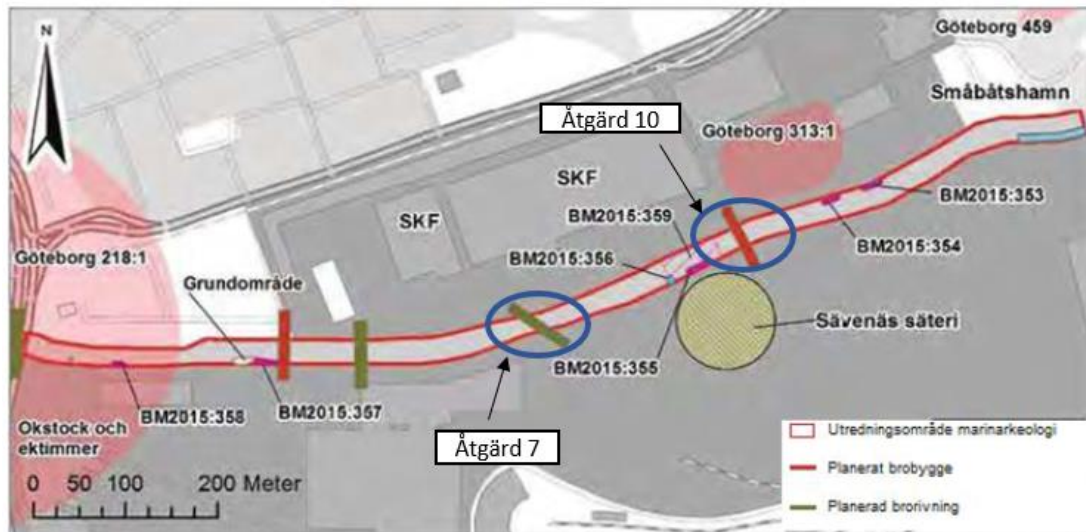 N
Göteborg 459
Småbåtshamn
Åtgärd 10
Göteborg 313:1
SKF
BM2015:353
BM2015:359
SKF
BM2015:354
Göteborg 218:1
BM2015:356
Grundområde
Sävenäs säteri
BM2015:355
BM2015:358
BM2015:357
Okstock och
ektimmer
Åtgärd 7
0 50 100 200 Meter
Utredningsområde marinarkeologi
Planerat brobygge
Planerad brorivning